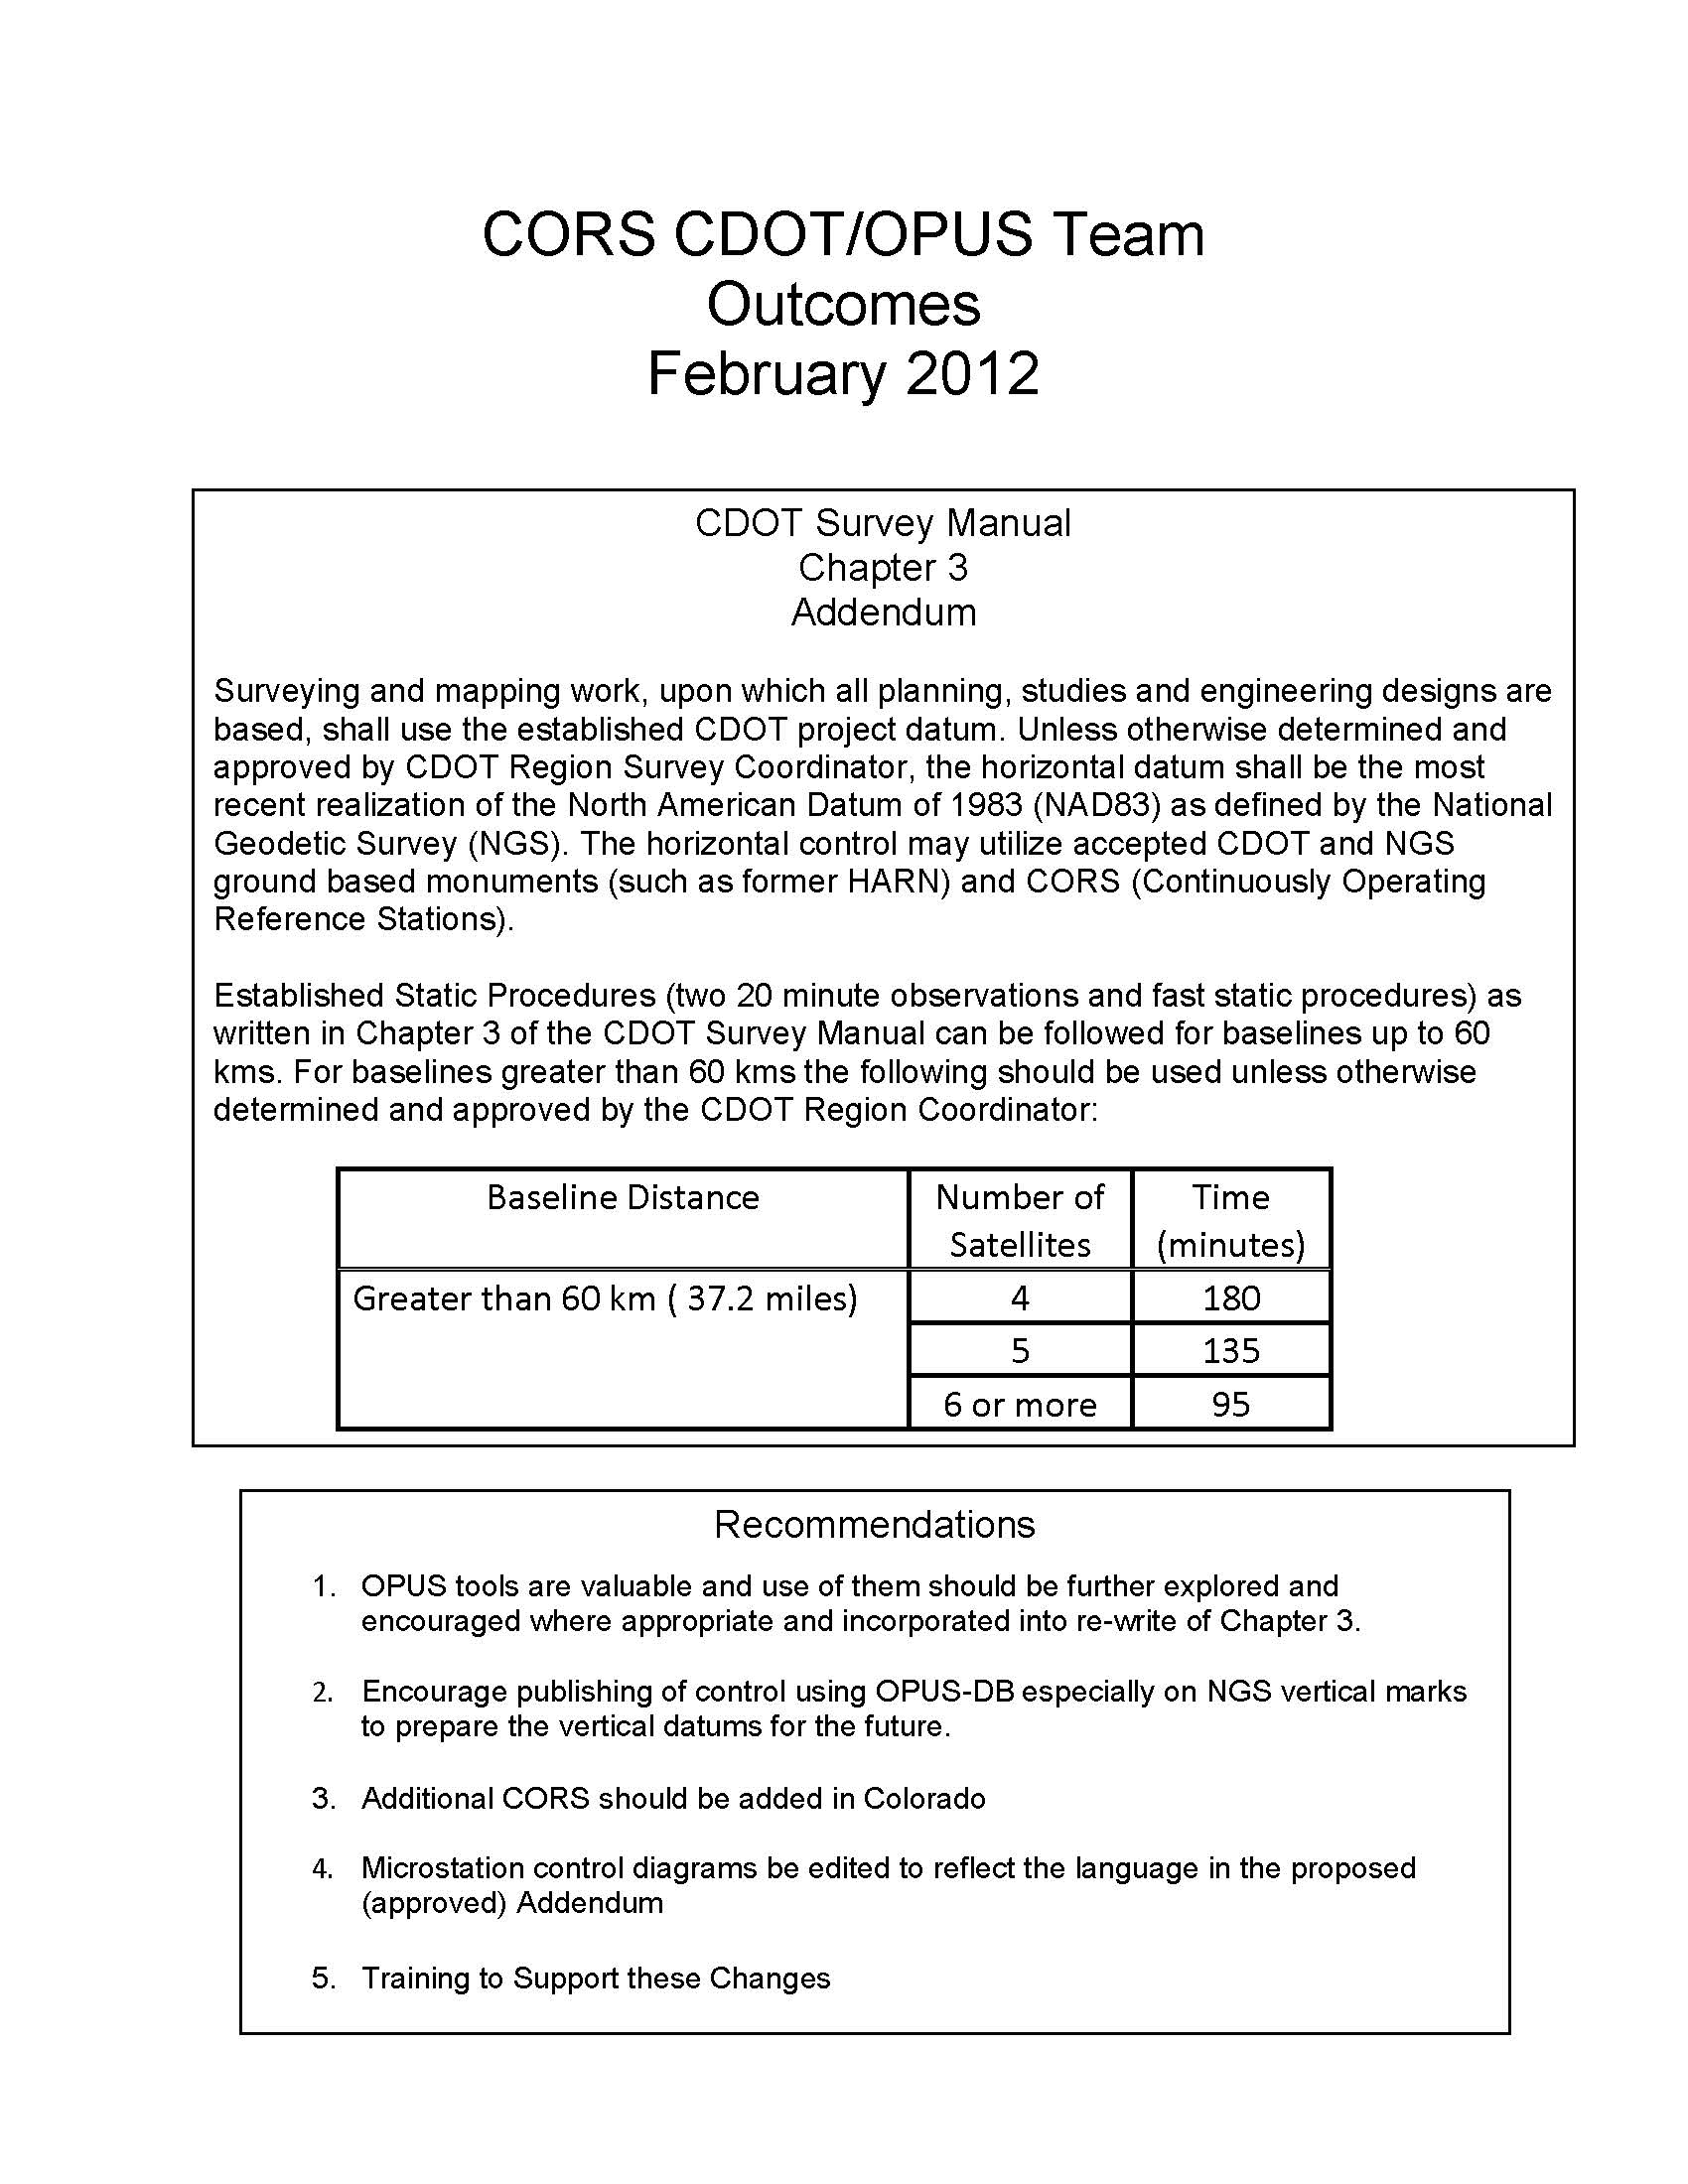 CORS CDOT/OPUS Team
Outcomes
February 2012
CDOT Survey Manual
Chapter 3
Addendum
Surveying and mapping work, upon which all planning, studies and engineering designs are
based, shall use the established CDOT project datum. Unless otherwise determined and
approved by CDOT Region Survey Coordinator, the horizontal datum shall be the most
recent realization of the North American Datum of 1983 (NAD83) as defined by the National
Geodetic Survey (NGS). The horizontal control may utilize accepted CDOT and NGS
ground based monuments (such as former HARN) and CORS (Continuously Operating
Reference Stations).
Established Static Procedures (two 20 minute observations and fast static procedures) as
written in Chapter 3 of the CDOT Survey Manual can be followed for baselines up to 60
kms. For baselines greater than 60 kms the following should be used unless otherwise
determined and approved by the CDOT Region Coordinator:
Baseline Distance Number of Time
Satellites (minutes)
Greater than 60 km ( 37.2 miles) 4 180
5 135
6 or more 95
Recommendations
1. OPUS tools are valuable and use of them should be further explored and
encouraged where appropriate and incorporated into re-write of Chapter 3.
2. Encourage publishing of control using OPUS-DB especially on NGS vertical marks
to prepare the vertical datums for the future.
3. Additional CORS should be added in Colorado
4. Microstation control diagrams be edited to reflect the language in the proposed
(approved) Addendum
5. Training to Support these Changes